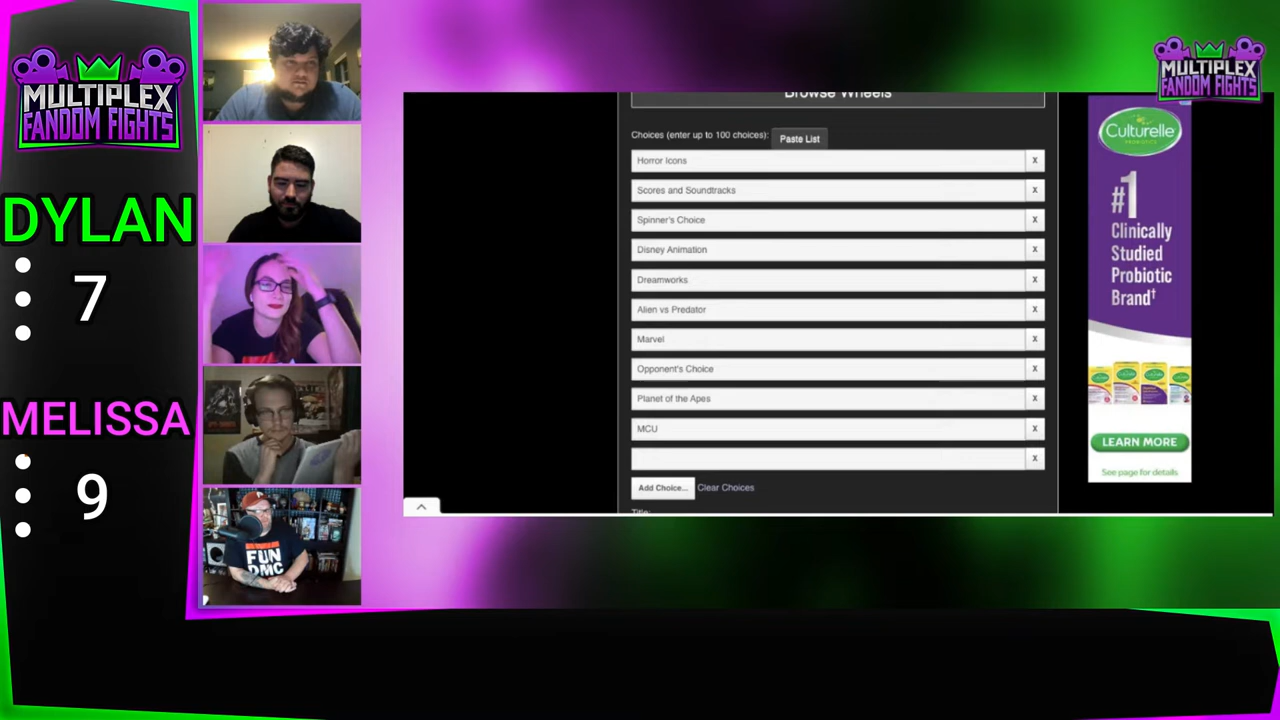 MULTIPLEX
FANDOM FIGHTS
DYLAN
7
MELISSA
9
FUN
DMC
Browse Wheels
Choices (enter up to 100 choices):
Paste List
Horror Icons
X
Scores and Soundtracks
X
Spinner's Choice
X
Disney Animation
X
Dreamworks
X
Alien vs Predator
X
Marvel
X
Opponent's Choice
X
Planet of the Apes
X
MCU
X
X
Add Choice...
Clear Choices
Title:
MULTIPLEX
FANDOM FIGHTS
Culturelle
PROBIOTICS
#1
Clinically
Studied
Probiotic
Brand†
LEARN MORE
See page for details.